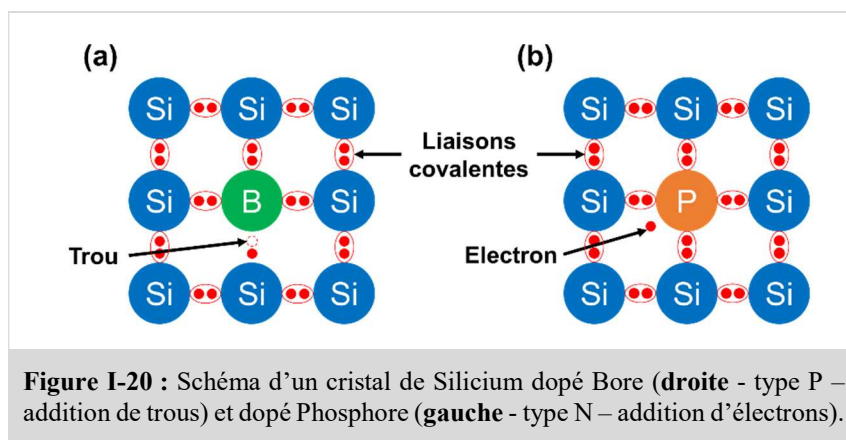 (a) (b)
Si Si Si Si Si Si
Liaisons
covalentes
Si B Si Si P Si
Trou Electron
Si Si Si Si Si Si
Figure I-20 : Schéma d’un cristal de Silicium dopé Bore (droite - type P –
addition de trous) et dopé Phosphore (gauche - type N – addition d’électrons).